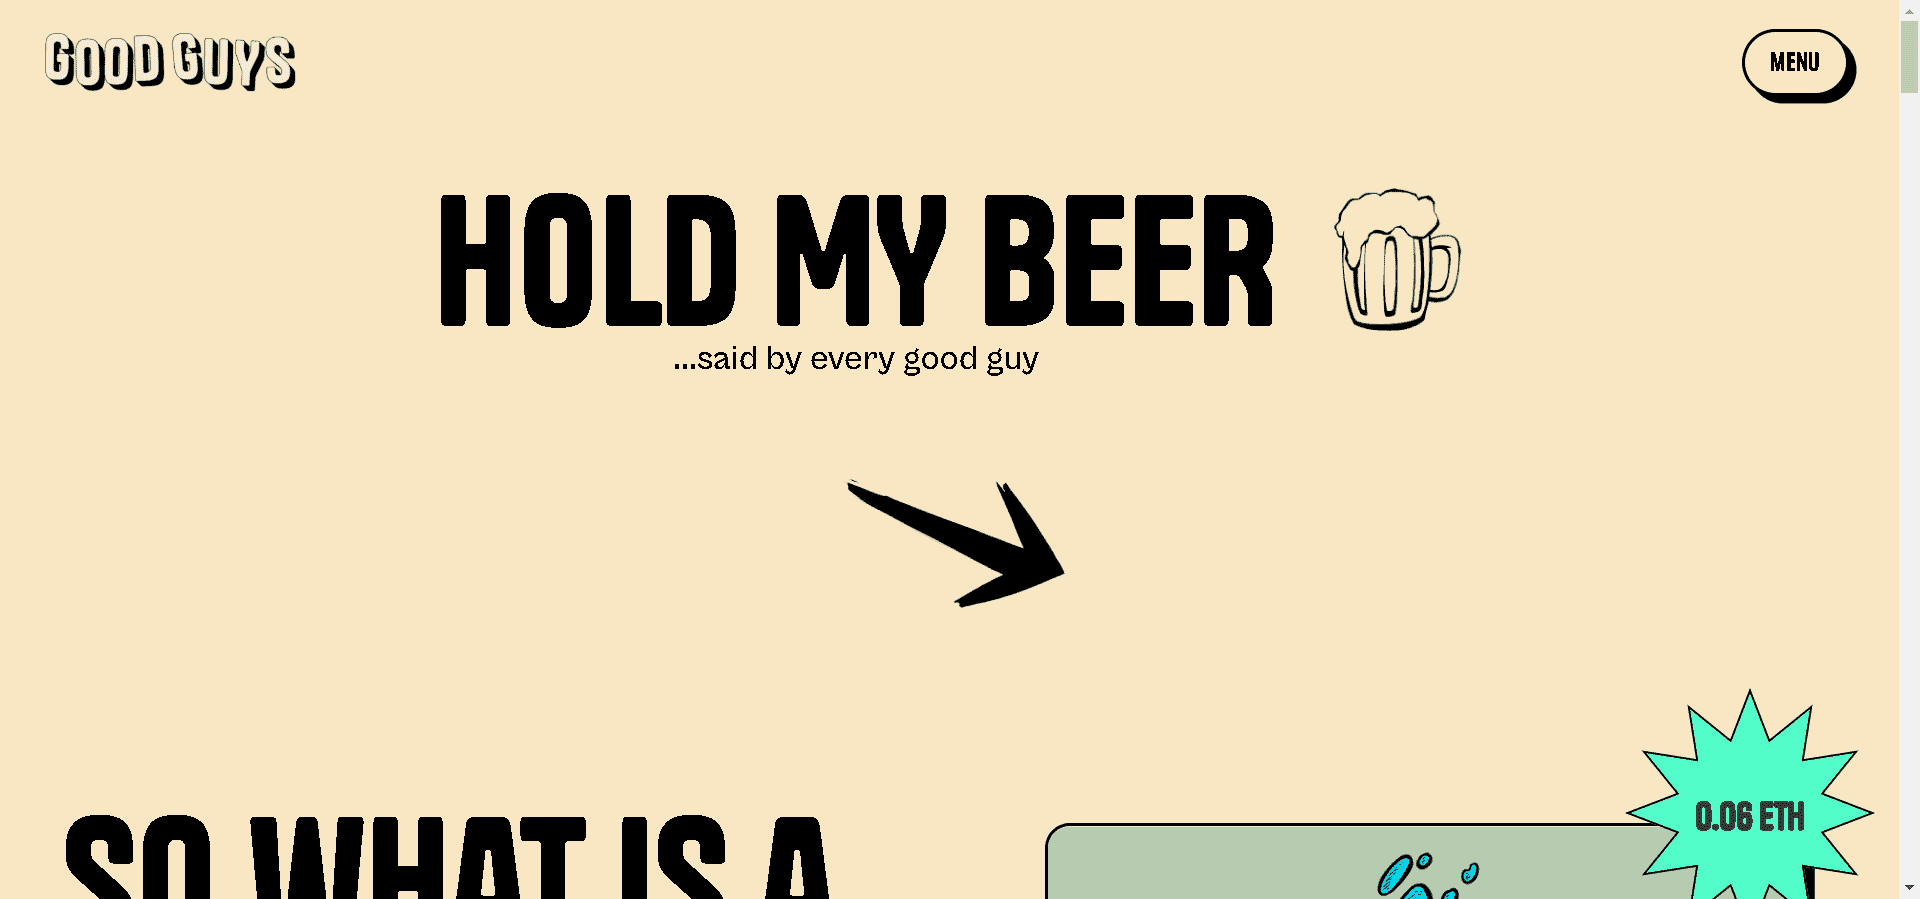 GOOD GUYS
MENU
HOLD MY BEER
...said by every good guy
0.06 ETH
SO WHAT IS A